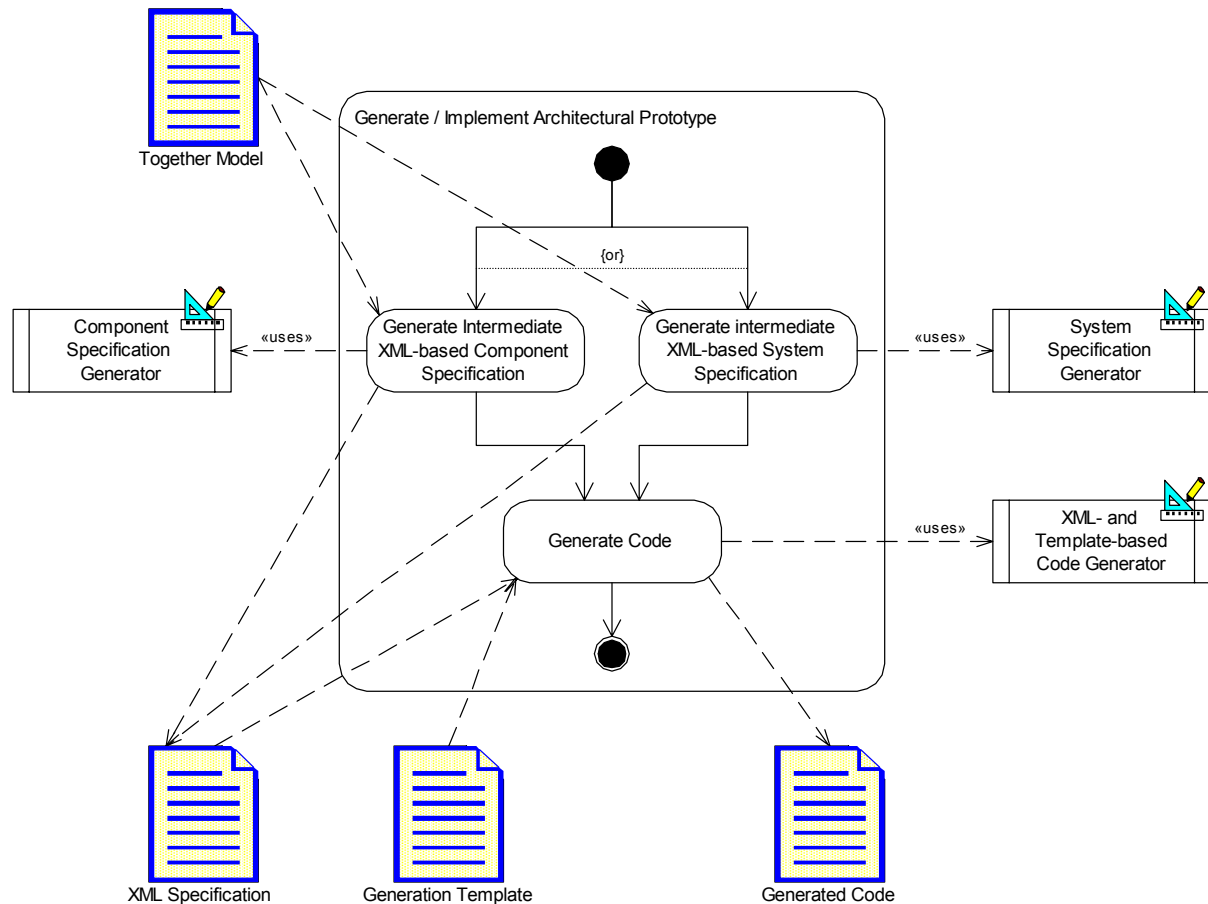 Together Model
Generate / Implement Architectural Prototype
{or}
Component
Specification
Generator
«uses»
Generate Intermediate
XML-based Component
Specification
Generate intermediate
XML-based System
Specification
«uses»
System
Specification
Generator
Generate Code
«uses»
XML- and
Template-based
Code Generator
XML Specification
Generation Template
Generated Code